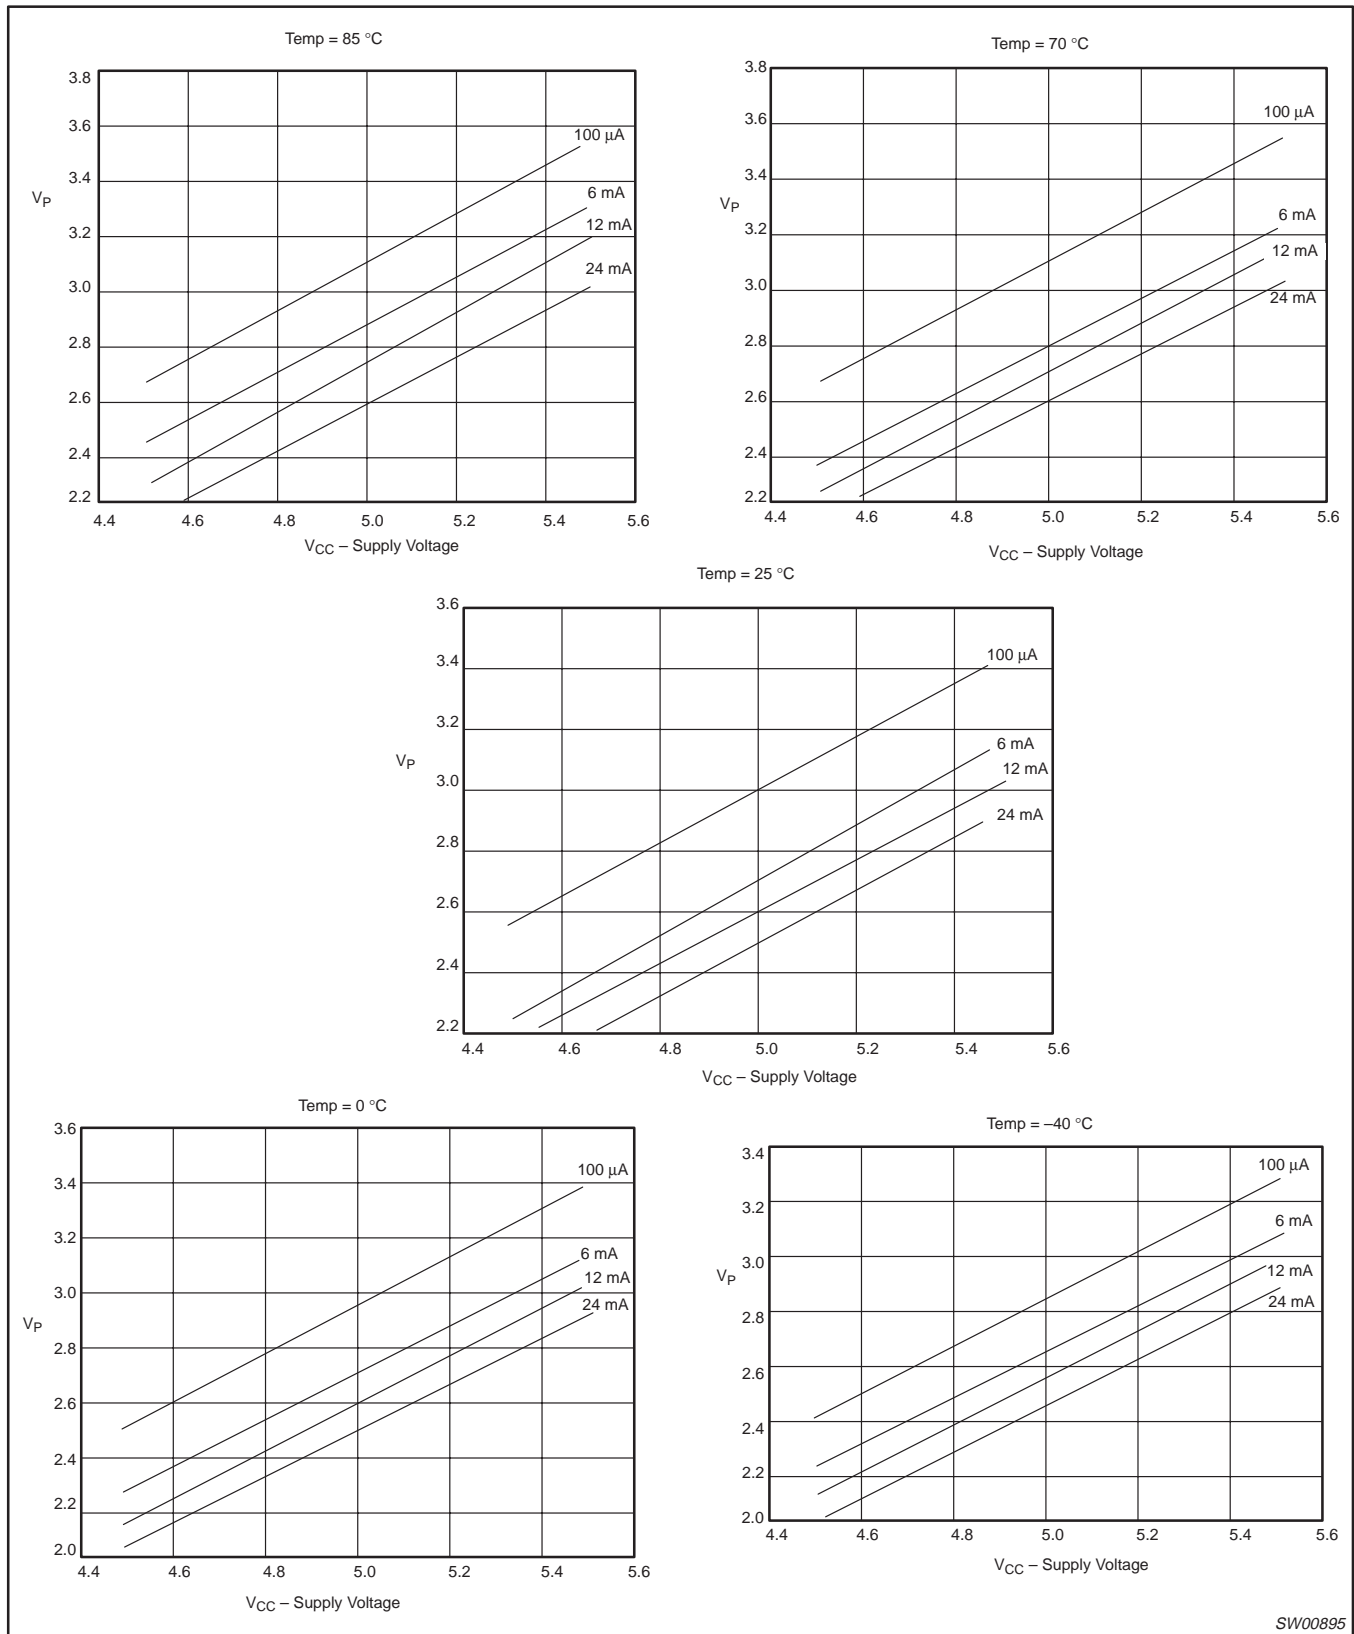 Temp = 85 °C
3.8
3.6
3.4
3.2
3.0
2.8
2.6
2.4
2.2
V_P
100 μA
6 mA
12 mA
24 mA
4.4 4.6 4.8 5.0 5.2 5.4 5.6
V_CC – Supply Voltage
Temp = 70 °C
3.8
3.6
3.4
3.2
3.0
2.8
2.6
2.4
2.2
V_P
100 μA
6 mA
12 mA
24 mA
4.4 4.6 4.8 5.0 5.2 5.4 5.6
V_CC – Supply Voltage
Temp = 25 °C
3.6
3.4
3.2
3.0
2.8
2.6
2.4
2.2
V_P
100 μA
6 mA
12 mA
24 mA
4.4 4.6 4.8 5.0 5.2 5.4 5.6
V_CC – Supply Voltage
Temp = 0 °C
3.6
3.4
3.2
3.0
2.8
2.6
2.4
2.2
2.0
V_P
100 μA
6 mA
12 mA
24 mA
4.4 4.6 4.8 5.0 5.2 5.4 5.6
V_CC – Supply Voltage
Temp = –40 °C
3.4
3.2
3.0
2.8
2.6
2.4
2.2
2.0
V_P
100 μA
6 mA
12 mA
24 mA
4.4 4.6 4.8 5.0 5.2 5.4 5.6
V_CC – Supply Voltage
SW00895